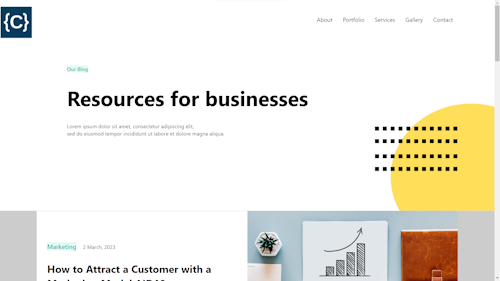 {C}
About Portfolio Services Gallery Contact
Our Blog
Resources for businesses
Lorem ipsum dolor sit amet, consectetur adipiscing elit,
sed do eiusmod tempor incididunt ut labore et dolore magna aliqua.
Marketing 2 March, 2023
How to Attract a Customer with a